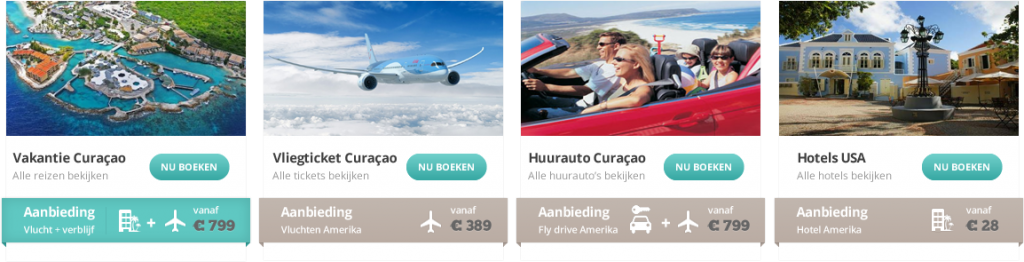 Vakantie Curaçao
Alle reizen bekijken
NU BOEKEN
Aanbieding
Vlucht + verblijf
+
vanaf
€ 799
Vliegticket Curaçao
Alle tickets bekijken
NU BOEKEN
Aanbieding
Vluchten Amerika
vanaf
€ 389
Huurauto Curaçao
Alle huurauto's bekijken
NU BOEKEN
Aanbieding
Fly drive Amerika
+
vanaf
€ 799
Hotels USA
Alle hotels bekijken
NU BOEKEN
Aanbieding
Hotel Amerika
vanaf
€ 28